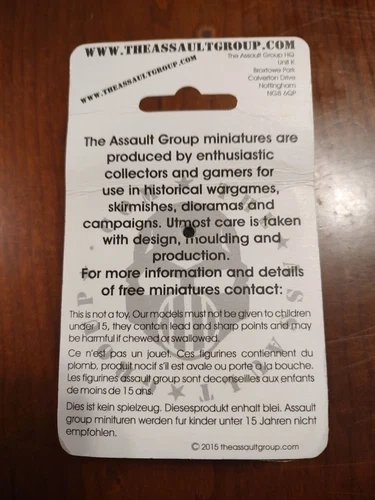 WWW.THEASSAULTGROUP.COM
WWW.THEASSAULTGROUP.COM
The Assault Group HQ
Unit K
Broxtowe Park
Calverton Drive
Nottingham
NG8 6QP
The Assault Group miniatures are
produced by enthusiastic
collectors and gamers for
use in historical wargames,
skirmishes, dioramas and
campaigns. Utmost care is taken
with design, moulding and
production.
For more information and details
of free miniatures contact:
This is not a toy. Our models must not be given to children
under 15, they contain lead and sharp points and may
be harmful if chewed or swallowed.
Ce n'est pas un jouet. Ces figurines contiennent du
plomb, produit nocif s'il est avale ou porte a la bouche.
Les figurines assault group sont deconseilles aux enfants
de moins de 15 ans.
Dies ist kein spielzeug. Diesesprodukt enhalt blei. Assault
group minituren werden fur kinder unter 15 Jahren nicht
empfohlen.
© 2015 theassaultgroup.com